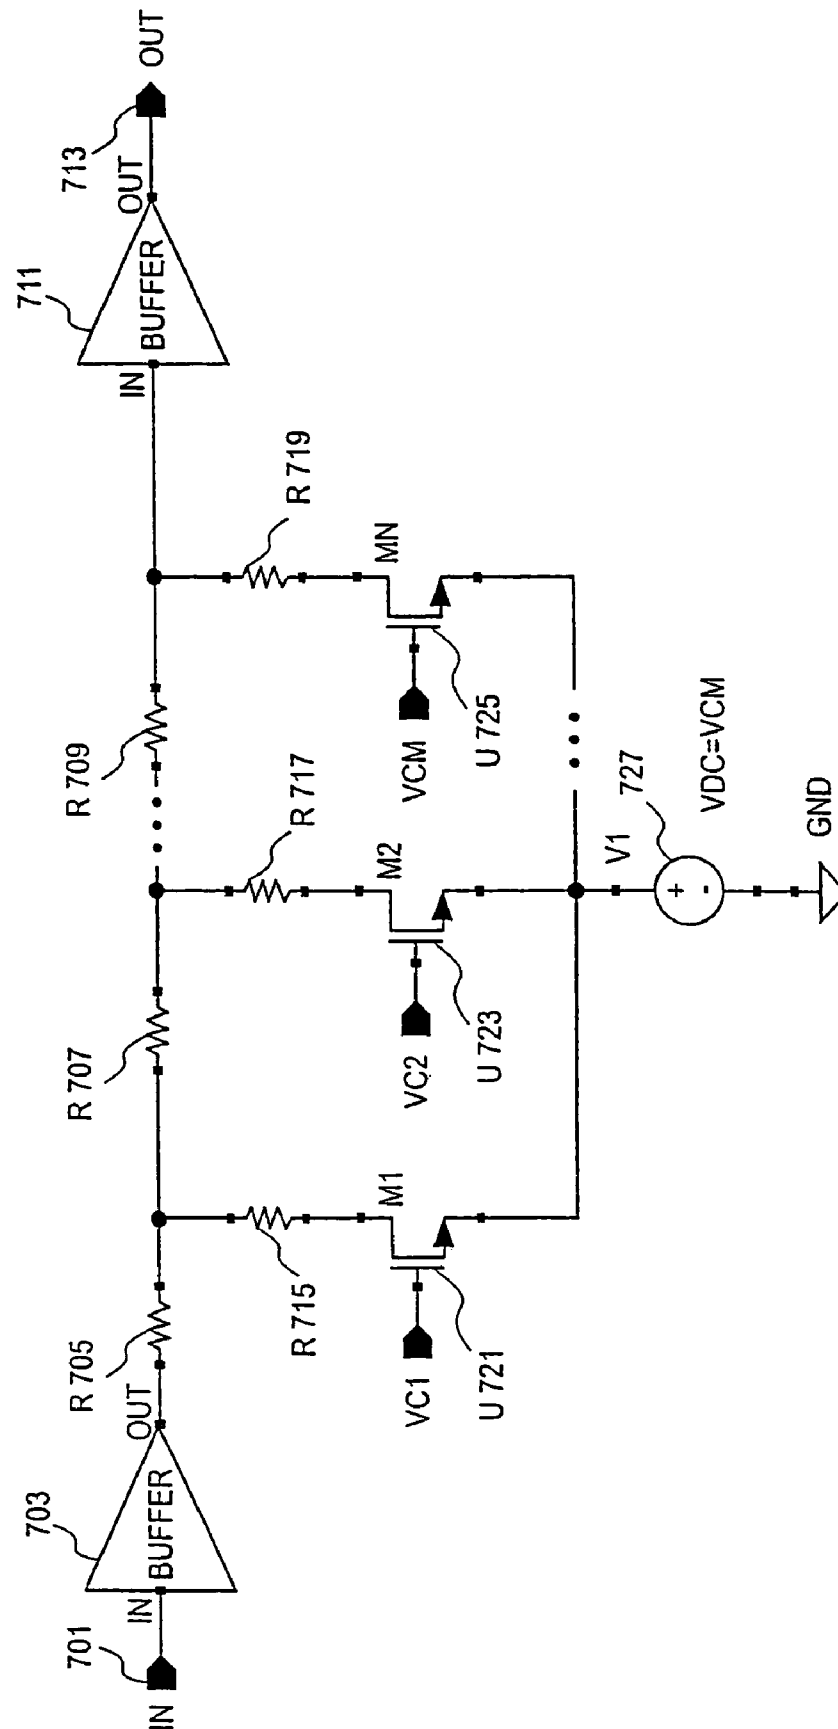 IN
701
IN
BUFFER
703
OUT
R 705
R 707
R 709
IN
BUFFER
711
OUT
713
OUT
R 715
R 717
R 719
M1
M2
MN
VC1
VC2
VCM
U 721
U 723
U 725
V1
727
VDC=VCM
GND